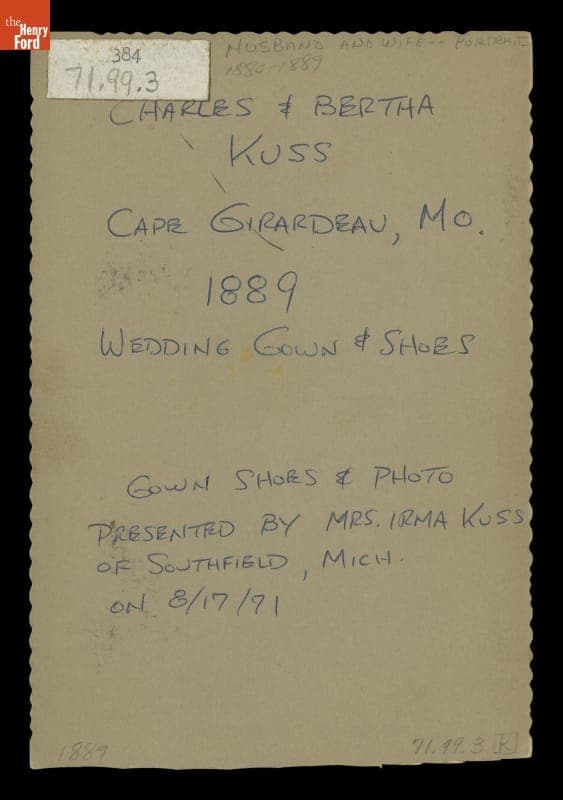 the
Henry
Ford
384
71.99.3
HUSBAND AND WIFE -- PORTRAIT
1880-1889
CHARLES & BERTHA
KUSS
CAPE GIRARDEAU, MO.
1889
WEDDING GOWN & SHOES
GOWN SHOES & PHOTO
PRESENTED BY MRS. IRMA KUSS
OF SOUTHFIELD, MICH.
ON 8/17/71
1889
71.99.3 K